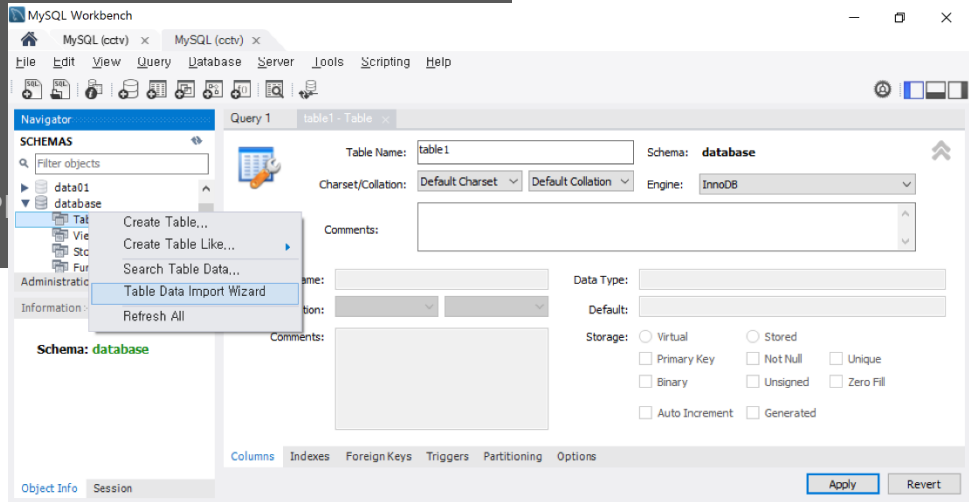 MySQL Workbench
MySQL (cctv) × MySQL (cctv) ×
File Edit View Query Database Server Tools Scripting Help
Navigator Query 1 table1 - Table ×
SCHEMAS
Filter objects
Table Name: table1 Schema: database
data01
Charset/Collation: Default Charset Default Collation Engine: InnoDB
database
Create Table...
Create Table Like...
Comments:
Search Table Data...
Table Data Import Wizard
Data Type:
Refresh All
Default:
Information
Comments: Storage: Virtual Stored
Schema: database
Primary Key Not Null Unique
Binary Unsigned Zero Fill
Auto Increment Generated
Columns Indexes Foreign Keys Triggers Partitioning Options
Object Info Session
Apply Revert